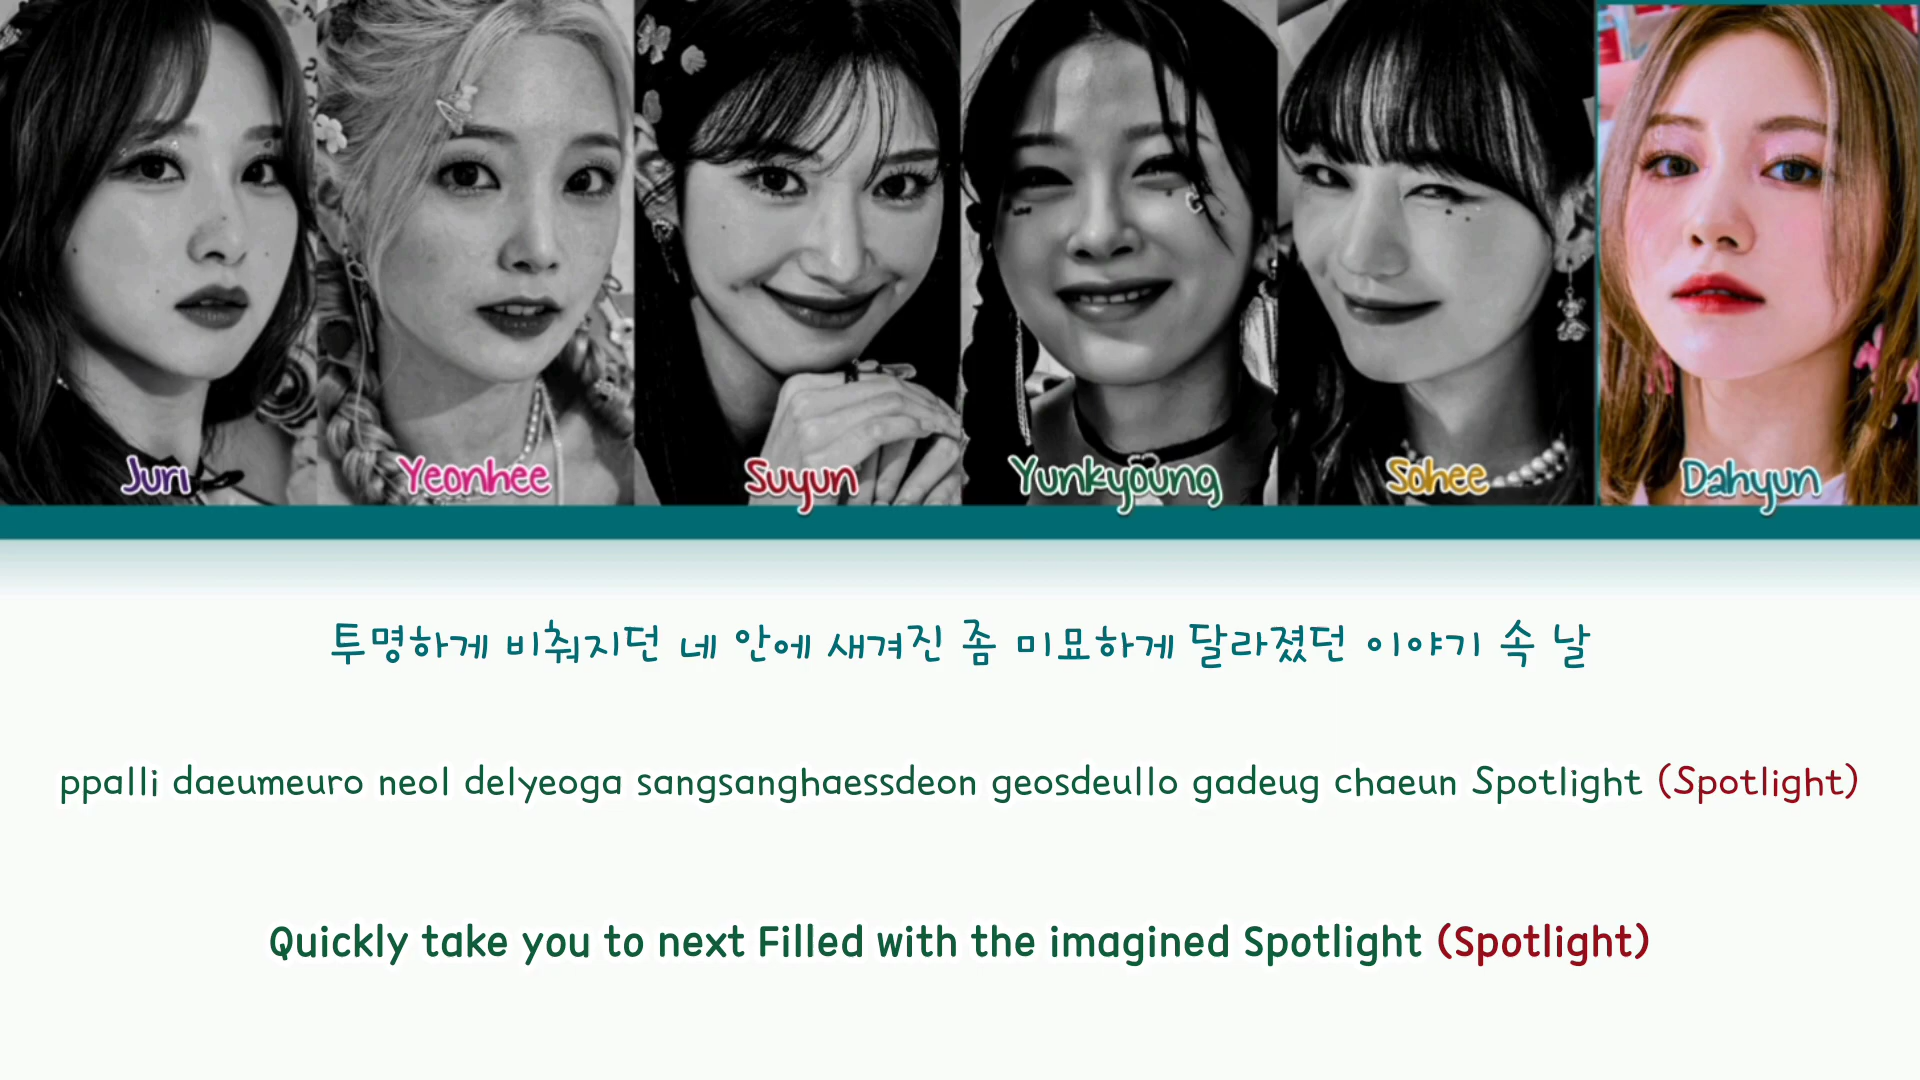 Juri Yeonhee Suyun Yunkyoung Sohee Dahyun
투명하게 비춰지던 네 안에 새겨진 좀 미묘하게 달라졌던 이야기 속 날
ppalli daeumeuro neol delyeoga sangsanghaessdeon geosdeullo gadeug chaeun Spotlight (Spotlight)
Quickly take you to next Filled with the imagined Spotlight (Spotlight)